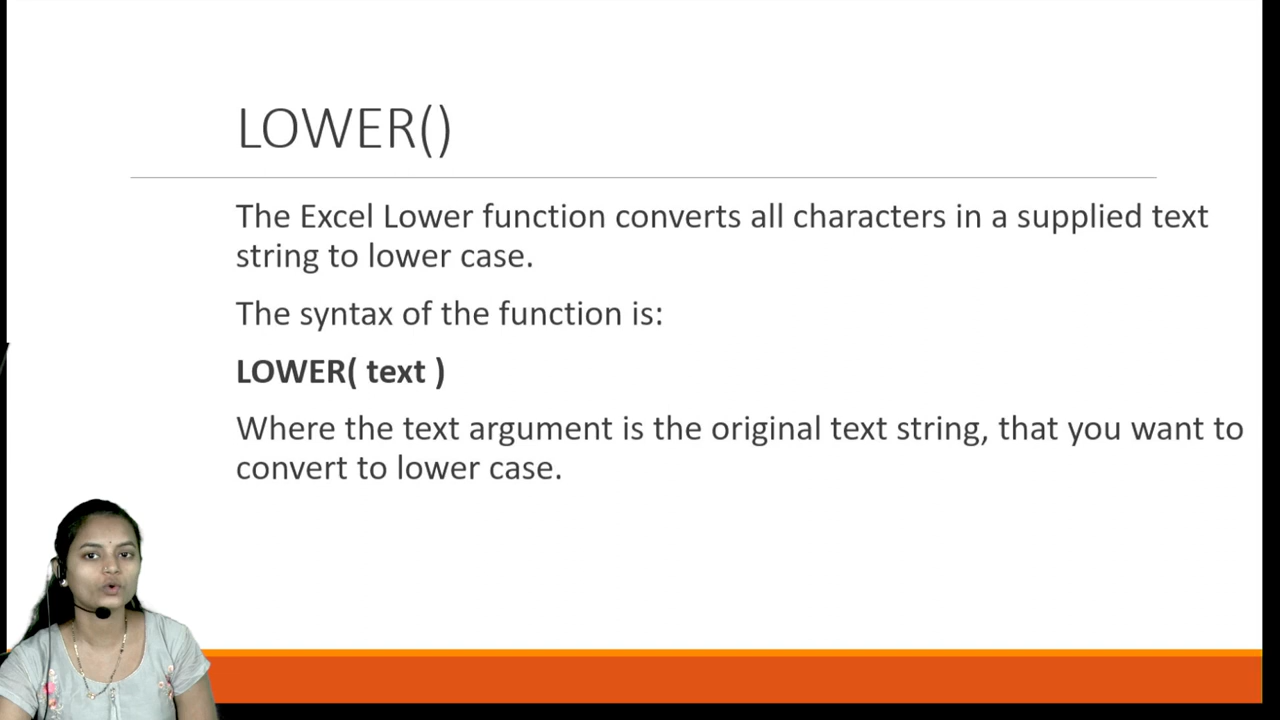 LOWER()
The Excel Lower function converts all characters in a supplied text
string to lower case.
The syntax of the function is:
LOWER( text )
Where the text argument is the original text string, that you want to
convert to lower case.